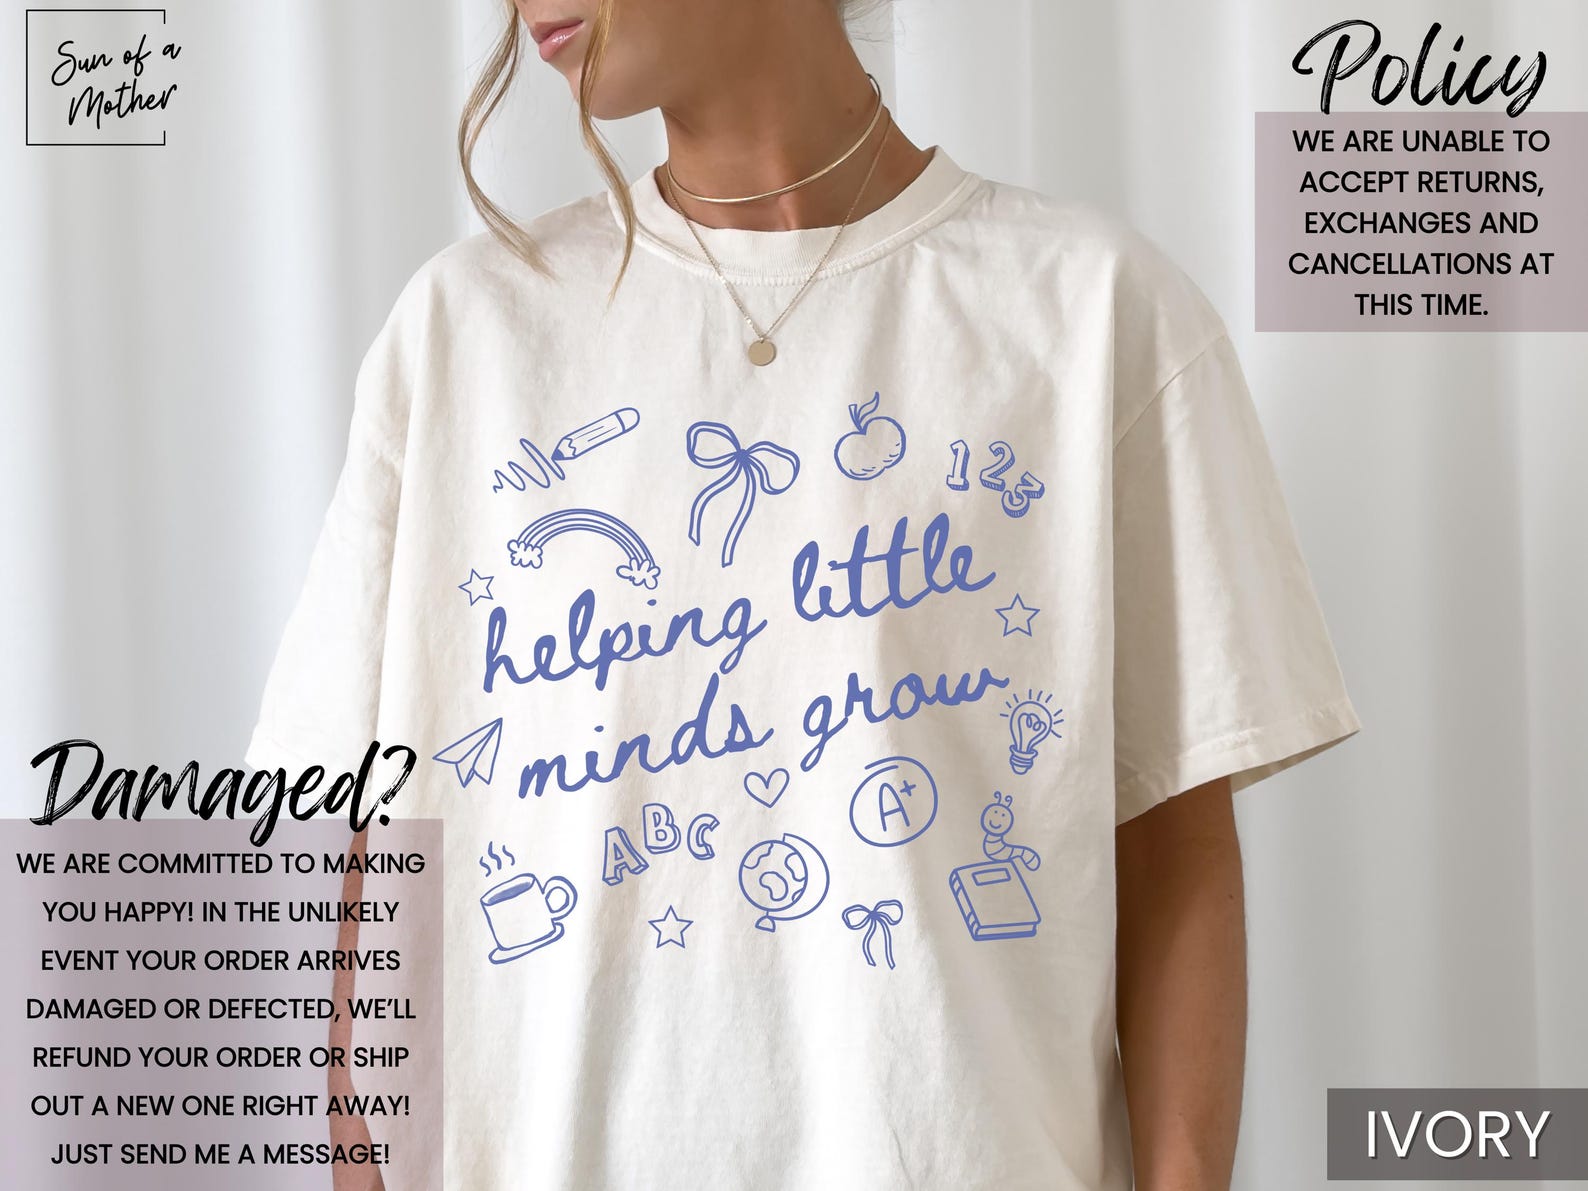 Sun of a
Mother
Policy
WE ARE UNABLE TO
ACCEPT RETURNS,
EXCHANGES AND
CANCELLATIONS AT
THIS TIME.
123
helping little
minds grow
A+
ABC
Damaged?
WE ARE COMMITTED TO MAKING
YOU HAPPY! IN THE UNLIKELY
EVENT YOUR ORDER ARRIVES
DAMAGED OR DEFECTED, WE'LL
REFUND YOUR ORDER OR SHIP
OUT A NEW ONE RIGHT AWAY!
JUST SEND ME A MESSAGE!
IVORY